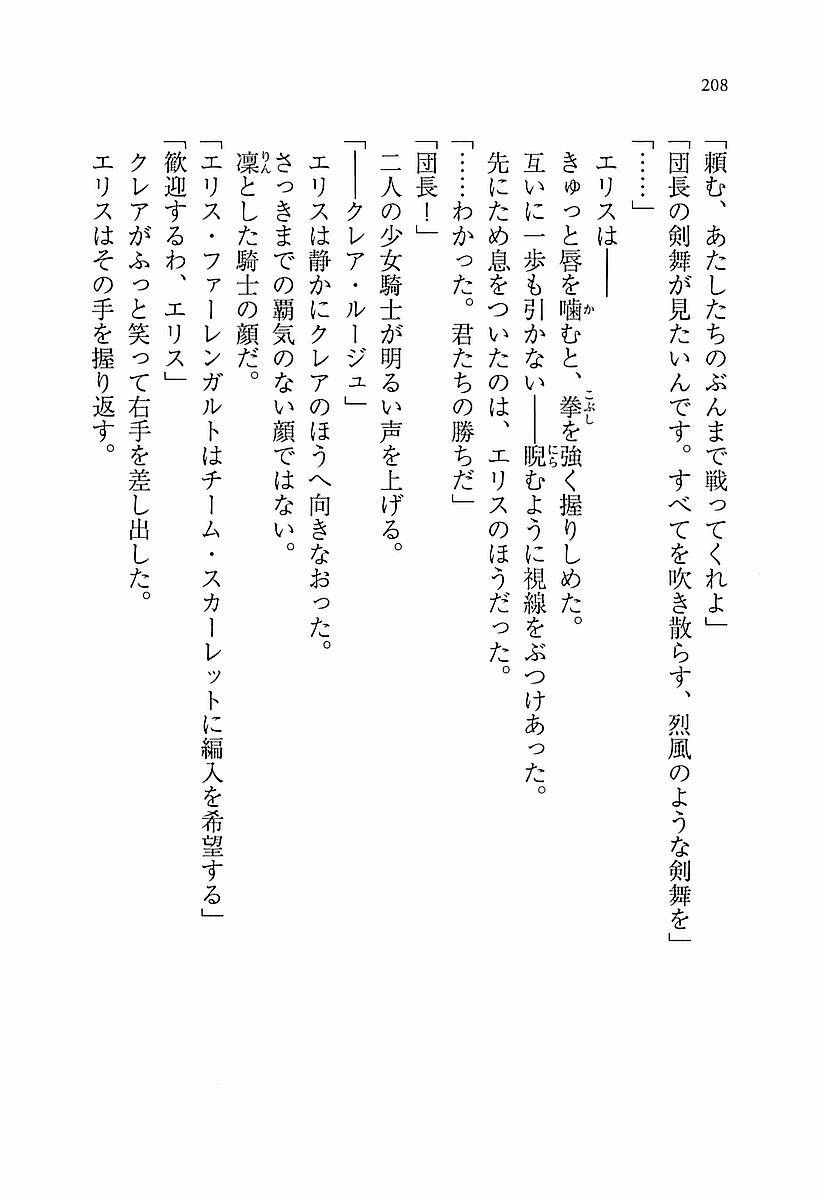 208
「頼む、あたしたちのぶんまで戦ってくれよ」
「団長の剣舞が見たいんです。すべてを吹き散らす、烈風のような剣舞を」
「……」
エリスは――
きゅっと唇を噛むと、拳を強く握りしめた。
互いに一歩も引かない――睨むように視線をぶつけあった。
先にため息をついたのは、エリスのほうだった。
「……わかった。君たちの勝ちだ」
「団長！」
二人の少女騎士が明るい声を上げる。
「――クレア・ルージュ」
エリスは静かにクレアのほうへ向きなおった。
さっきまでの覇気のない顔ではない。
凛とした騎士の顔だ。
「エリス・ファーレンガルトはチーム・スカーレットに編入を希望する」
「歓迎するわ、エリス」
クレアがふっと笑って右手を差し出した。
エリスはその手を握り返す。